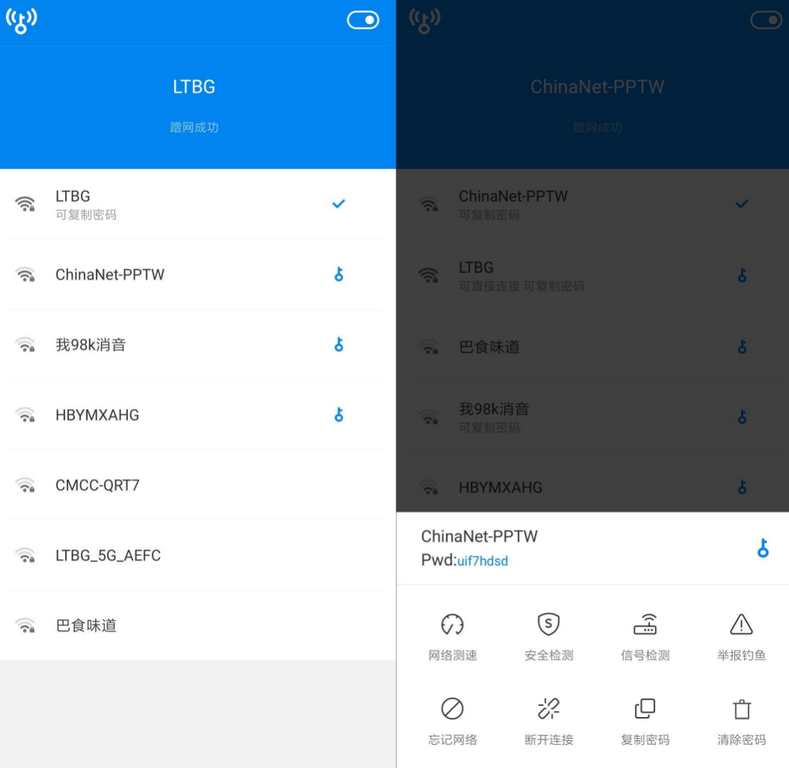 LTBG
蹭网成功
LTBG
可复制密码
ChinaNet-PPTW
我98k消音
HBYMXAHG
CMCC-QRT7
LTBG_5G_AEFC
巴食味道
ChinaNet-PPTW
蹭网成功
ChinaNet-PPTW
可复制密码
LTBG
可直接连接 可复制密码
巴食味道
我98k消音
可复制密码
HBYMXAHG
ChinaNet-PPTW
Pwd:uif7hdsd
网络测速 安全检测 信号检测 举报钓鱼
忘记网络 断开连接 复制密码 清除密码